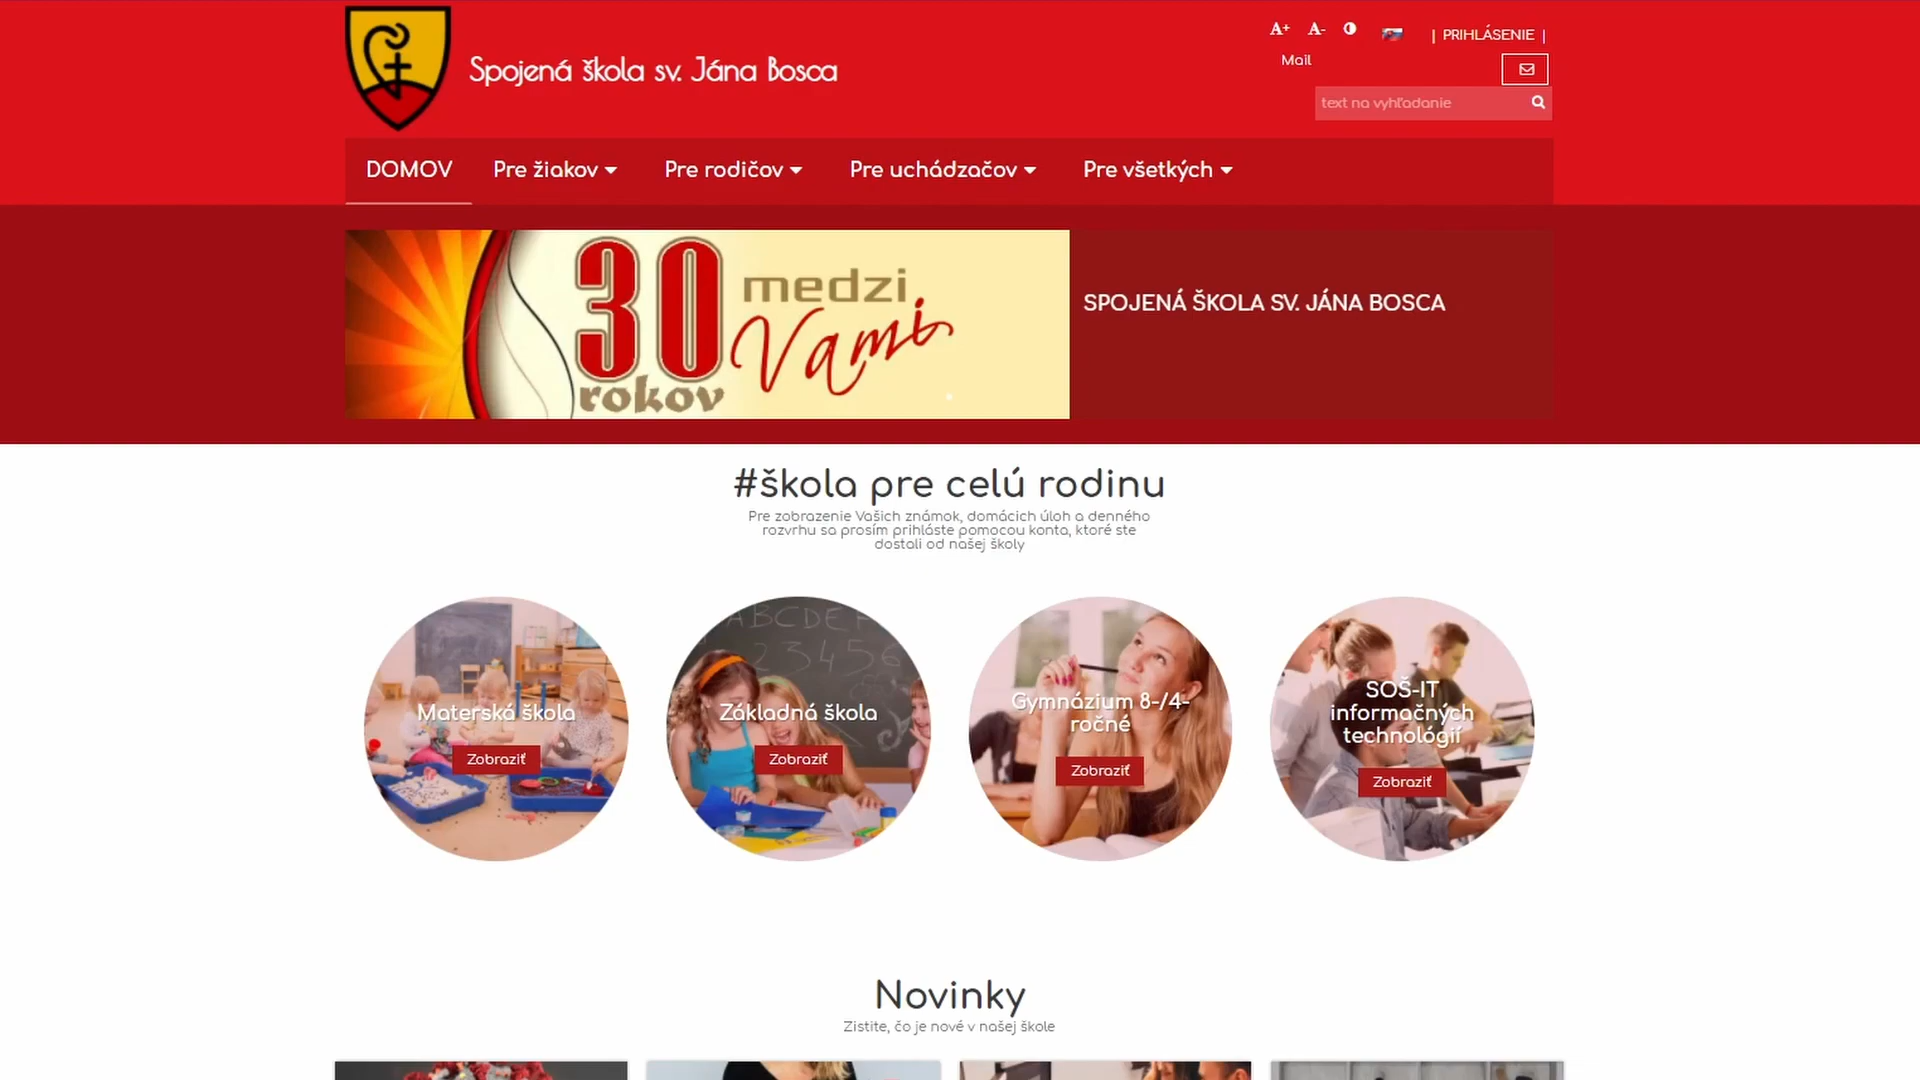 A+ A-
| PRIHLÁSENIE |
Spojená škola sv. Jána Bosca
Mail
text na vyhľadanie
DOMOV
Pre žiakov
Pre rodičov
Pre uchádzačov
Pre všetkých
30 rokov
medzi
Vami
SPOJENÁ ŠKOLA SV. JÁNA BOSCA
#škola pre celú rodinu
Pre zobrazenie Vašich známok, domácich úloh a denného
rozvrhu sa prosím prihláste pomocou konta, ktoré ste
dostali od našej školy
ABCDE
23456
Materská škola
Zobraziť
Základná škola
Zobraziť
Gymnázium 8-/4-
ročné
Zobraziť
SOŠ-IT
informačných
technológií
Zobraziť
Novinky
Zistite, čo je nové v našej škole